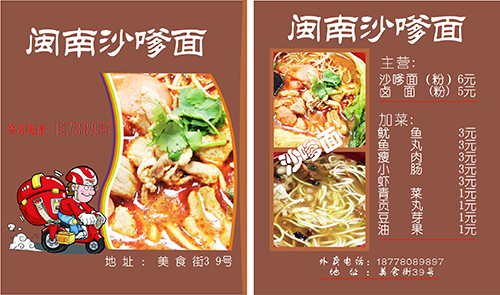 闽南沙嗲面
外卖电话:18778089897
地址: 美食街39号
闽南沙嗲面
主营:
沙嗲面(粉)6元
卤面(粉)5元
沙嗲面
加菜:
鱿鱼 3元
鱼丸 3元
瘦肉 3元
小肠 3元
虾 3元
青菜 1元
贡丸 1元
豆芽 1元
油果 1元
外卖电话:18778089897
地址:美食街39号